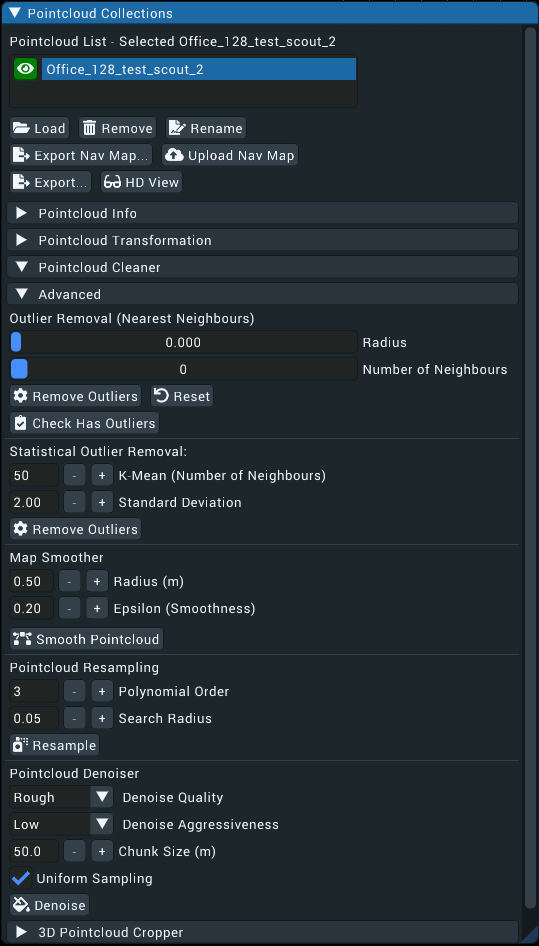 Pointcloud Collections
Pointcloud List - Selected Office_128_test_scout_2
Office_128_test_scout_2
Load Remove Rename
Export Nav Map... Upload Nav Map
Export... HD View
Pointcloud Info
Pointcloud Transformation
Pointcloud Cleaner
Advanced
Outlier Removal (Nearest Neighbours)
0.000 Radius
0 Number of Neighbours
Remove Outliers Reset
Check Has Outliers
Statistical Outlier Removal:
50 - + K-Mean (Number of Neighbours)
2.00 - + Standard Deviation
Remove Outliers
Map Smoother
0.50 - + Radius (m)
0.20 - + Epsilon (Smoothness)
Smooth Pointcloud
Pointcloud Resampling
3 - + Polynomial Order
0.05 - + Search Radius
Resample
Pointcloud Denoiser
Rough Denoise Quality
Low Denoise Aggressiveness
50.0 - + Chunk Size (m)
Uniform Sampling
Denoise
3D Pointcloud Cropper